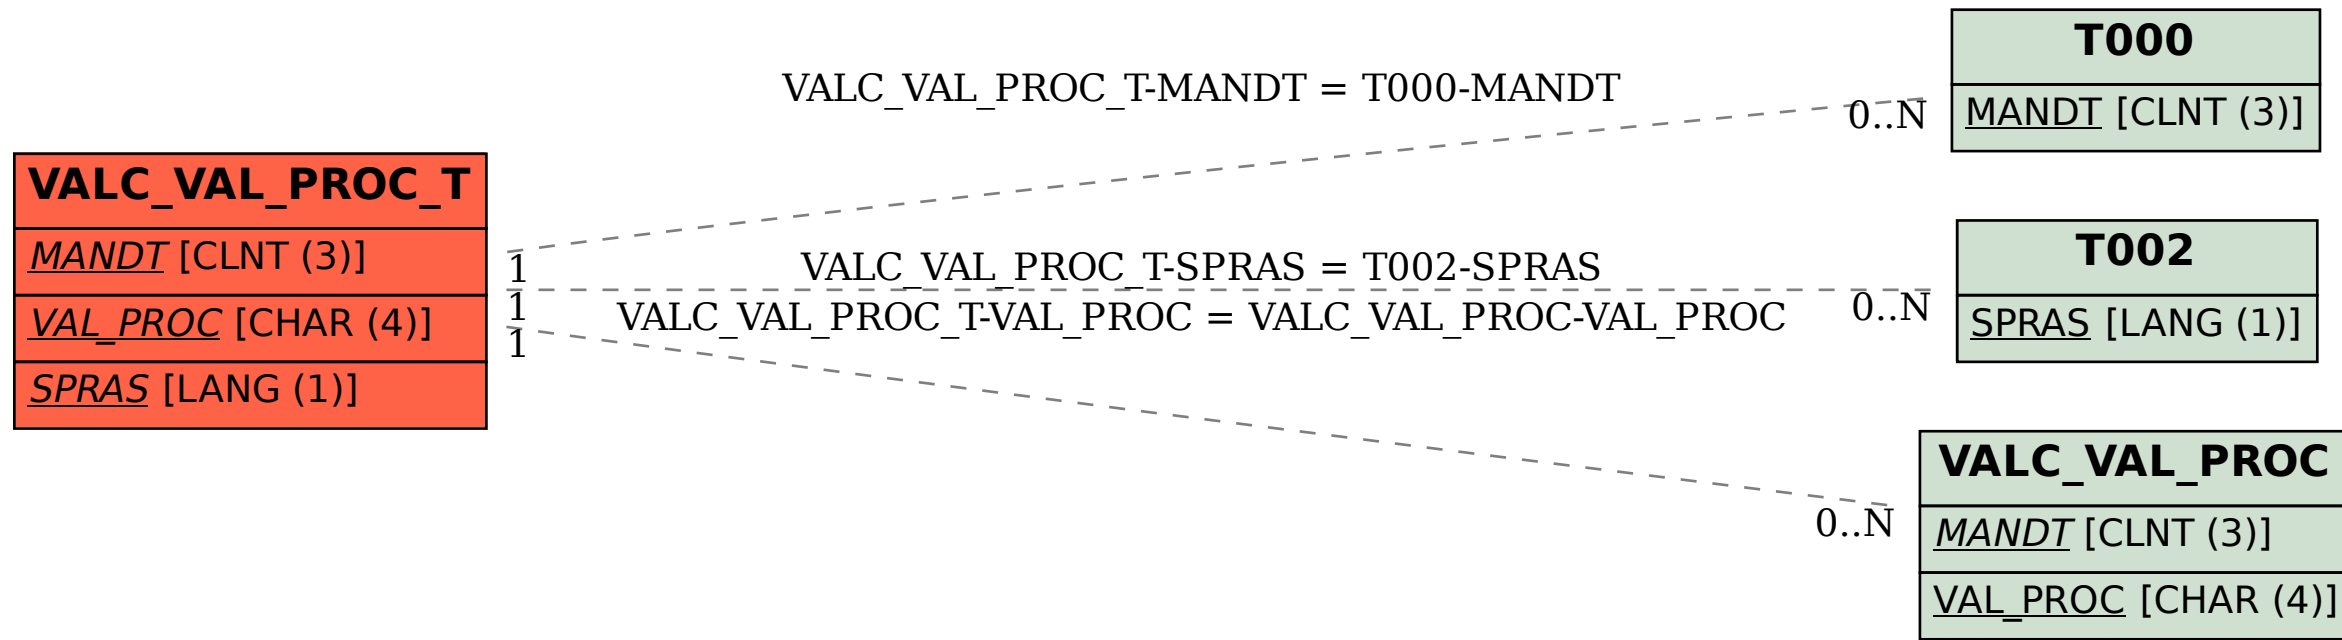 VALC_VAL_PROC_T
MANDT [CLNT (3)]
VAL_PROC [CHAR (4)]
SPRAS [LANG (1)]
VALC_VAL_PROC_T-MANDT = T000-MANDT
1
0..N
VALC_VAL_PROC_T-SPRAS = T002-SPRAS
1
0..N
VALC_VAL_PROC_T-VAL_PROC = VALC_VAL_PROC-VAL_PROC
1
0..N
T000
MANDT [CLNT (3)]
T002
SPRAS [LANG (1)]
VALC_VAL_PROC
MANDT [CLNT (3)]
VAL_PROC [CHAR (4)]